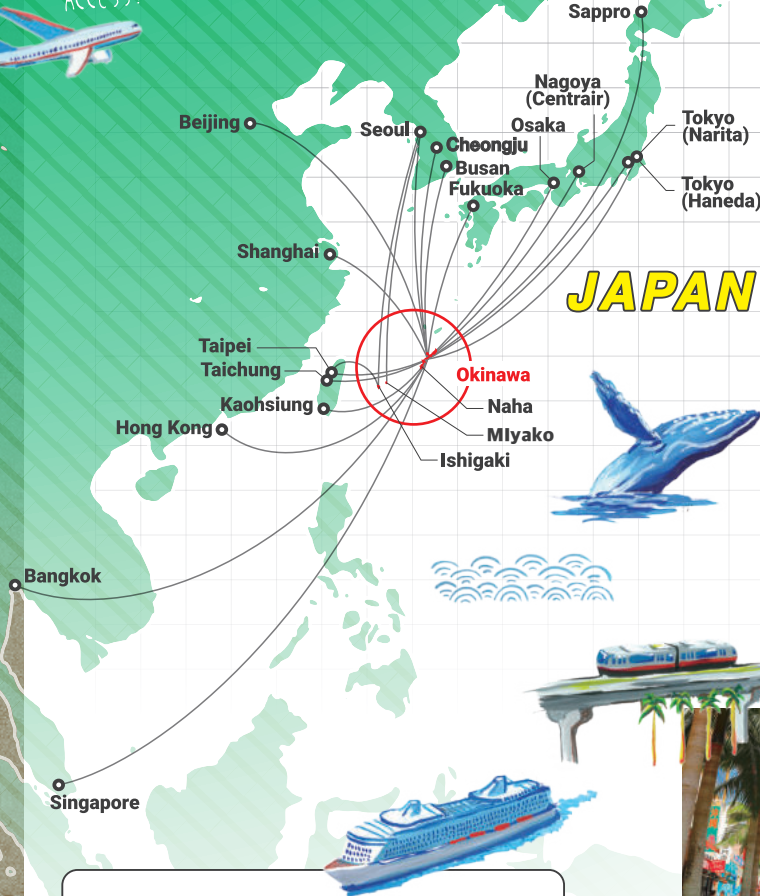 ACCESS
Sappro
Nagoya
(Centrair)
Beijing
Seoul
Cheongju
Osaka
Tokyo
(Narita)
Busan
Fukuoka
Tokyo
(Haneda)
Shanghai
JAPAN
Taipei
Taichung
Okinawa
Kaohsiung
Naha
Hong Kong
MIyako
Ishigaki
Bangkok
Singapore